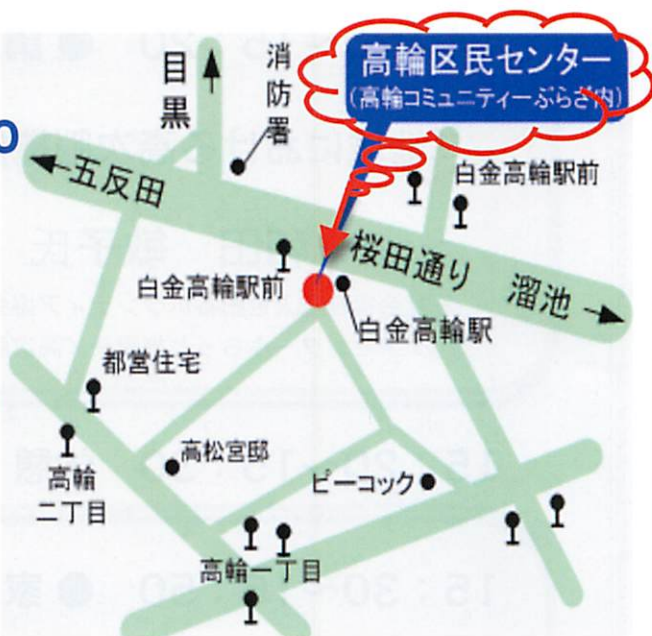 高輪区民センター
(高輪コミュニティーぷらざ内)
目黒
消防署
五反田
白金高輪駅前
桜田通り
溜池
白金高輪駅前
白金高輪駅
都営住宅
高松宮邸
高輪
二丁目
ピーコック
高輪一丁目